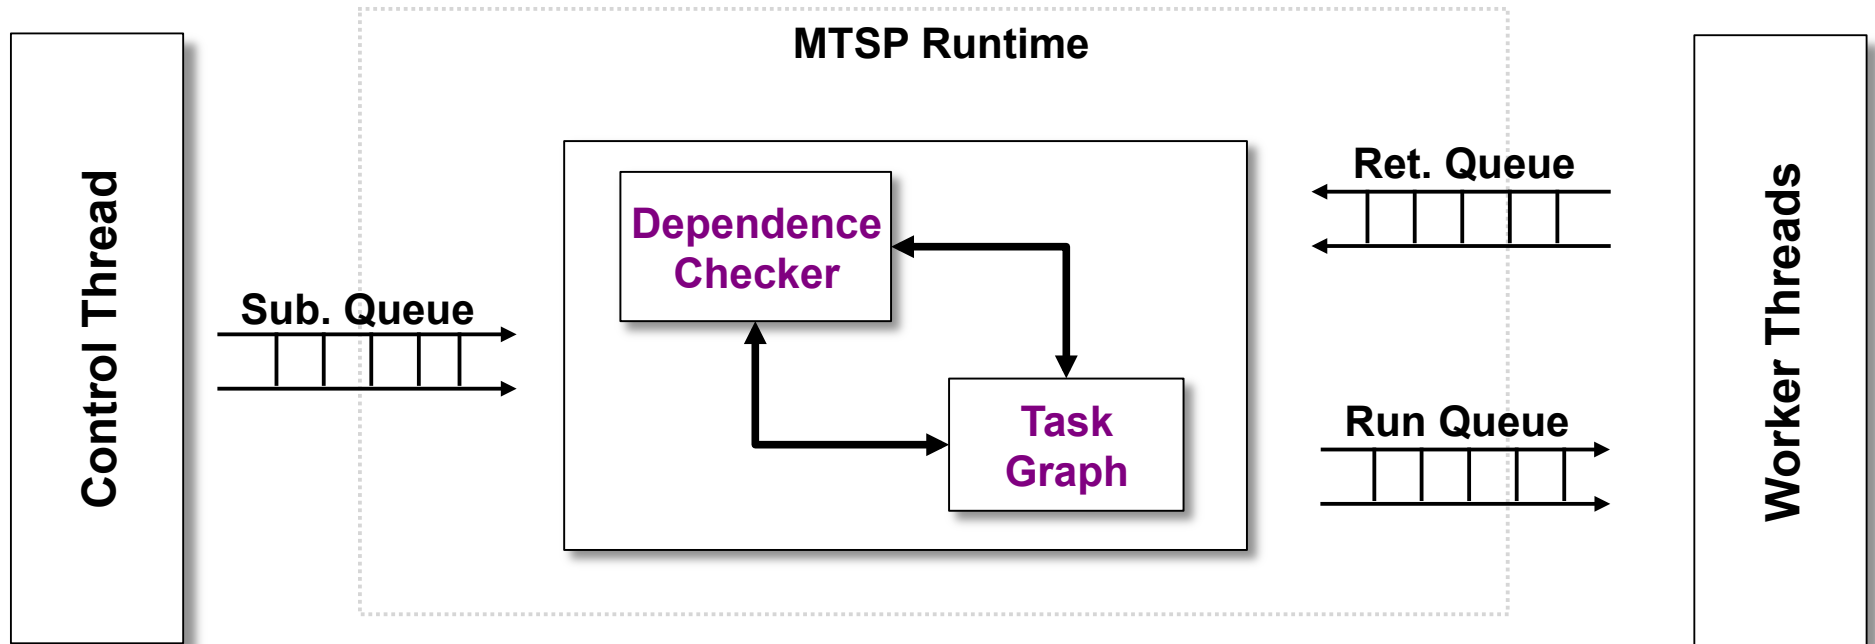 MTSP Runtime
Control Thread
Sub. Queue
Dependence
Checker
Task
Graph
Ret. Queue
Run Queue
Worker Threads